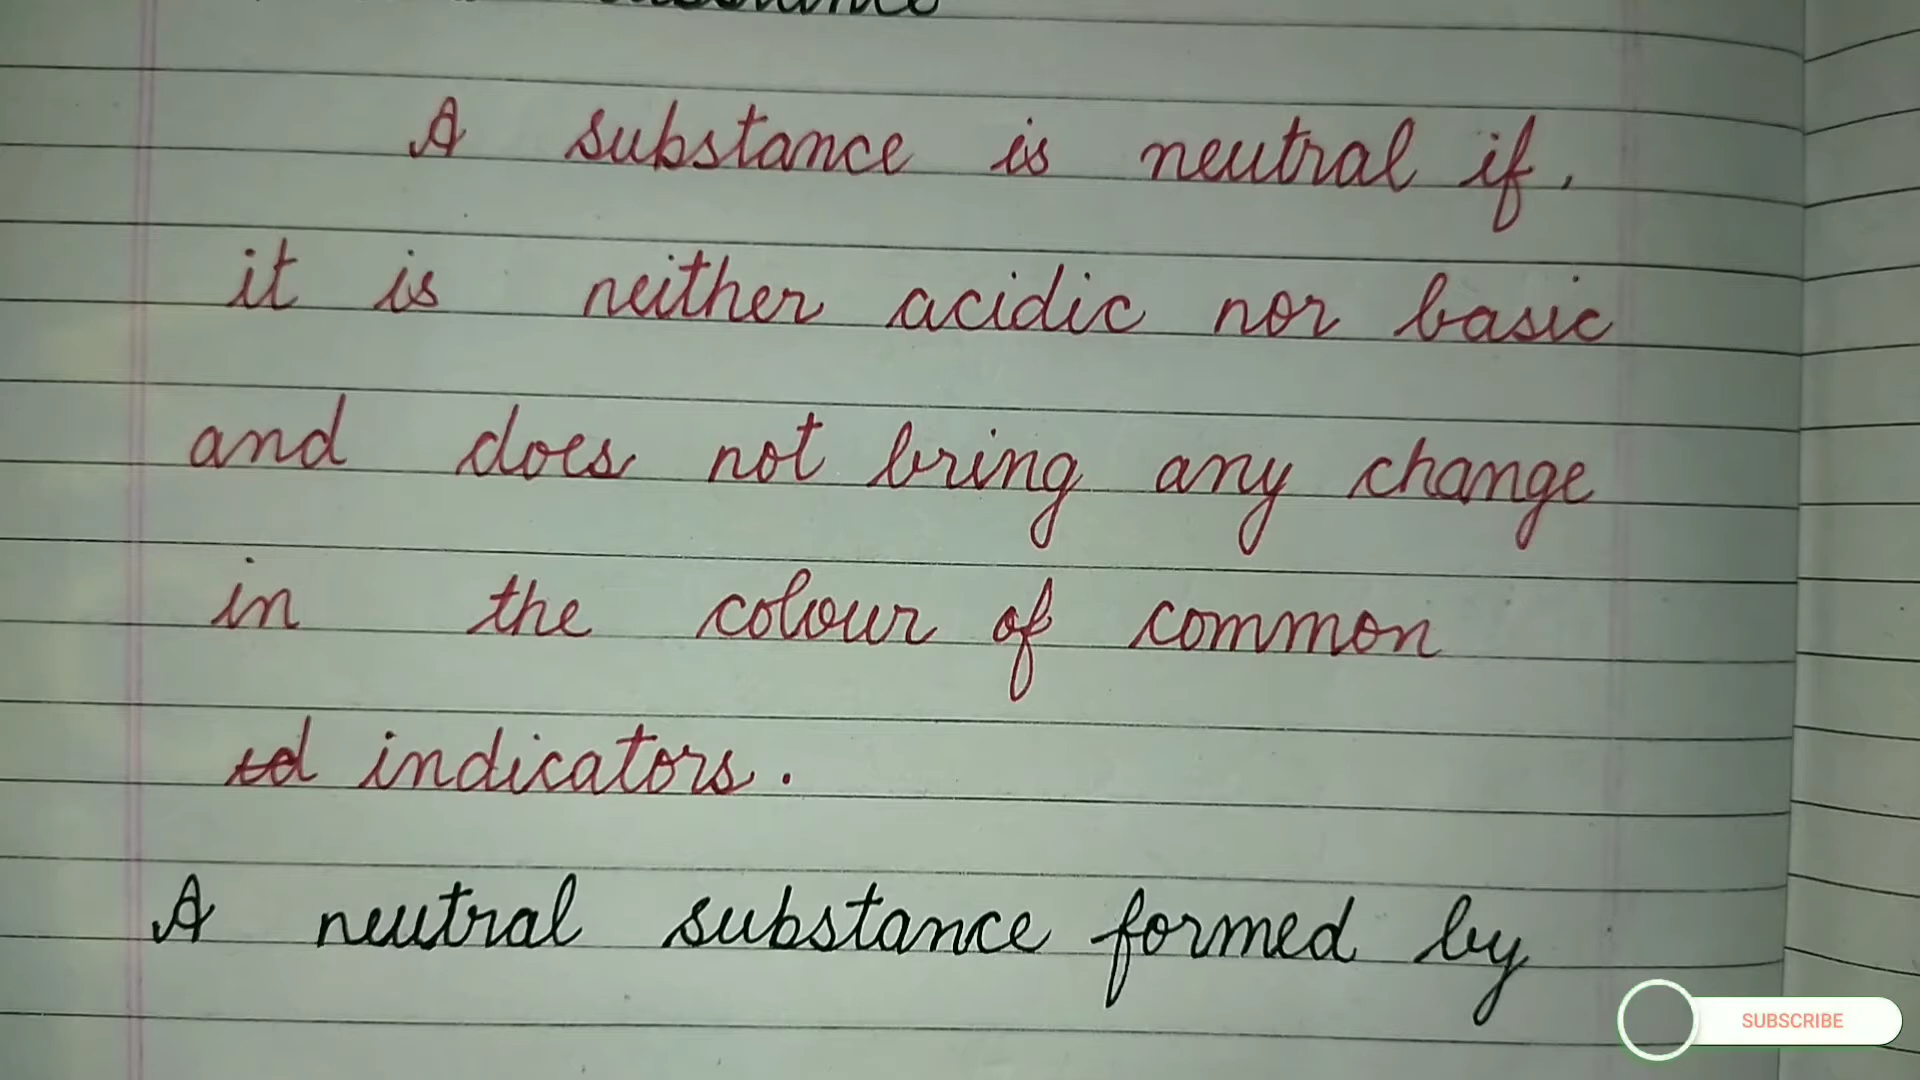 A substance is neutral if,
it is neither acidic nor basic
and does not bring any change
in the colour of common
indicators.
A neutral substance formed by
SUBSCRIBE